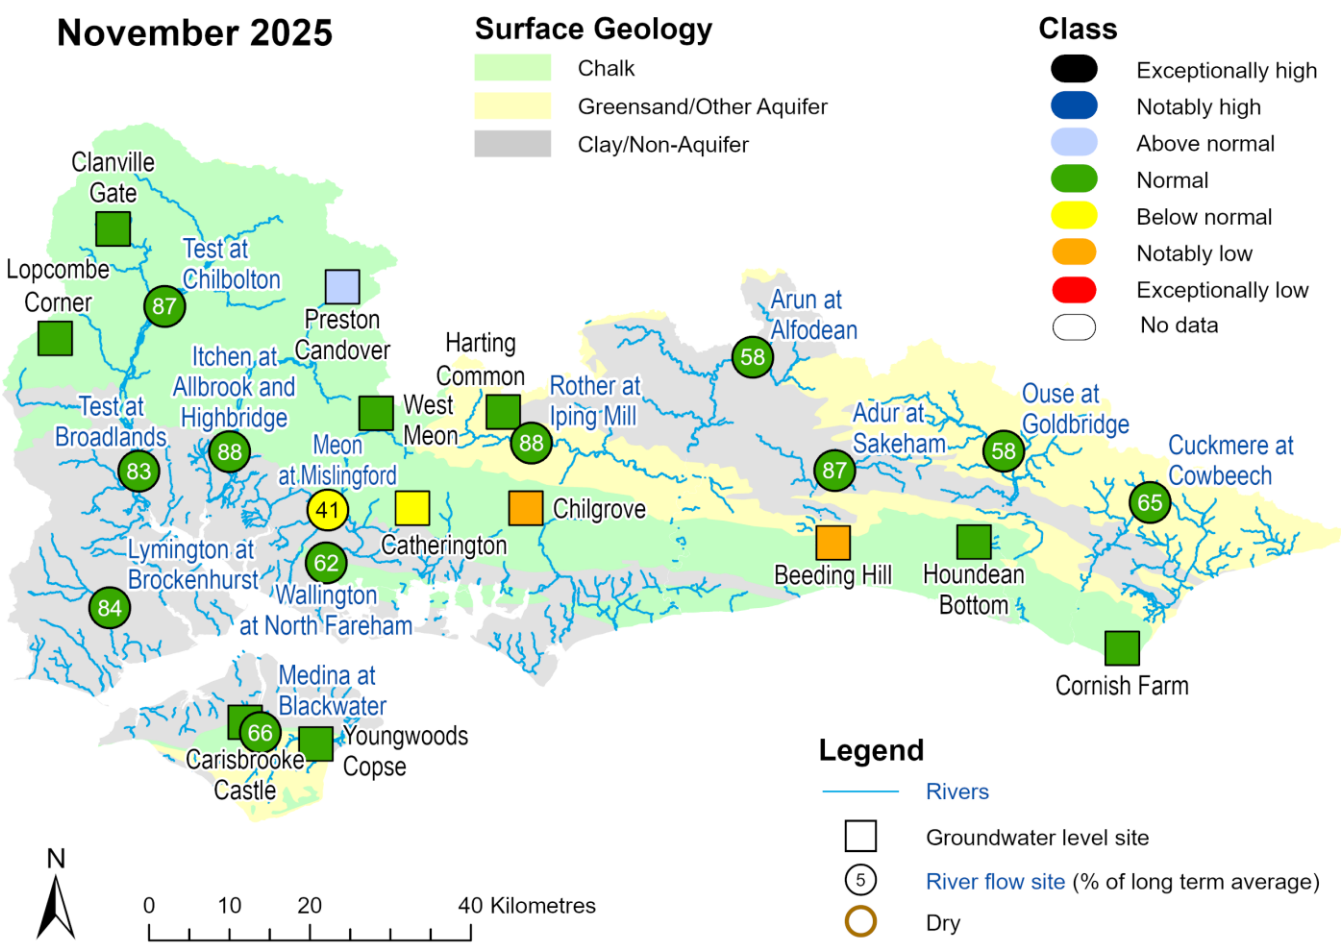 November 2025
Surface Geology
Chalk
Greensand/Other Aquifer
Clay/Non-Aquifer
Class
Exceptionally high
Notably high
Above normal
Normal
Below normal
Notably low
Exceptionally low
No data
Clanville
Gate
Test at
Chilbolton
87
Lopcombe
Corner
Preston
Candover
Itchen at
Allbrook and
Highbridge
88
Test at
Broadlands
83
West
Meon
Harting
Common
Rother at
Iping Mill
88
Arun at
Alfodean
58
Adur at
Sakeham
87
Ouse at
Goldbridge
58
Cuckmere at
Cowbeech
65
Meon
at Mislingford
41
Catherington
Chilgrove
Beeding Hill
Houndean
Bottom
Cornish Farm
62
Wallington
at North Fareham
Lymington at
Brockenhurst
84
Medina at
Blackwater
66
Carisbrooke
Castle
Youngwoods
Copse
Legend
Rivers
Groundwater level site
5
River flow site (% of long term average)
Dry
N
0 10 20 40 Kilometres